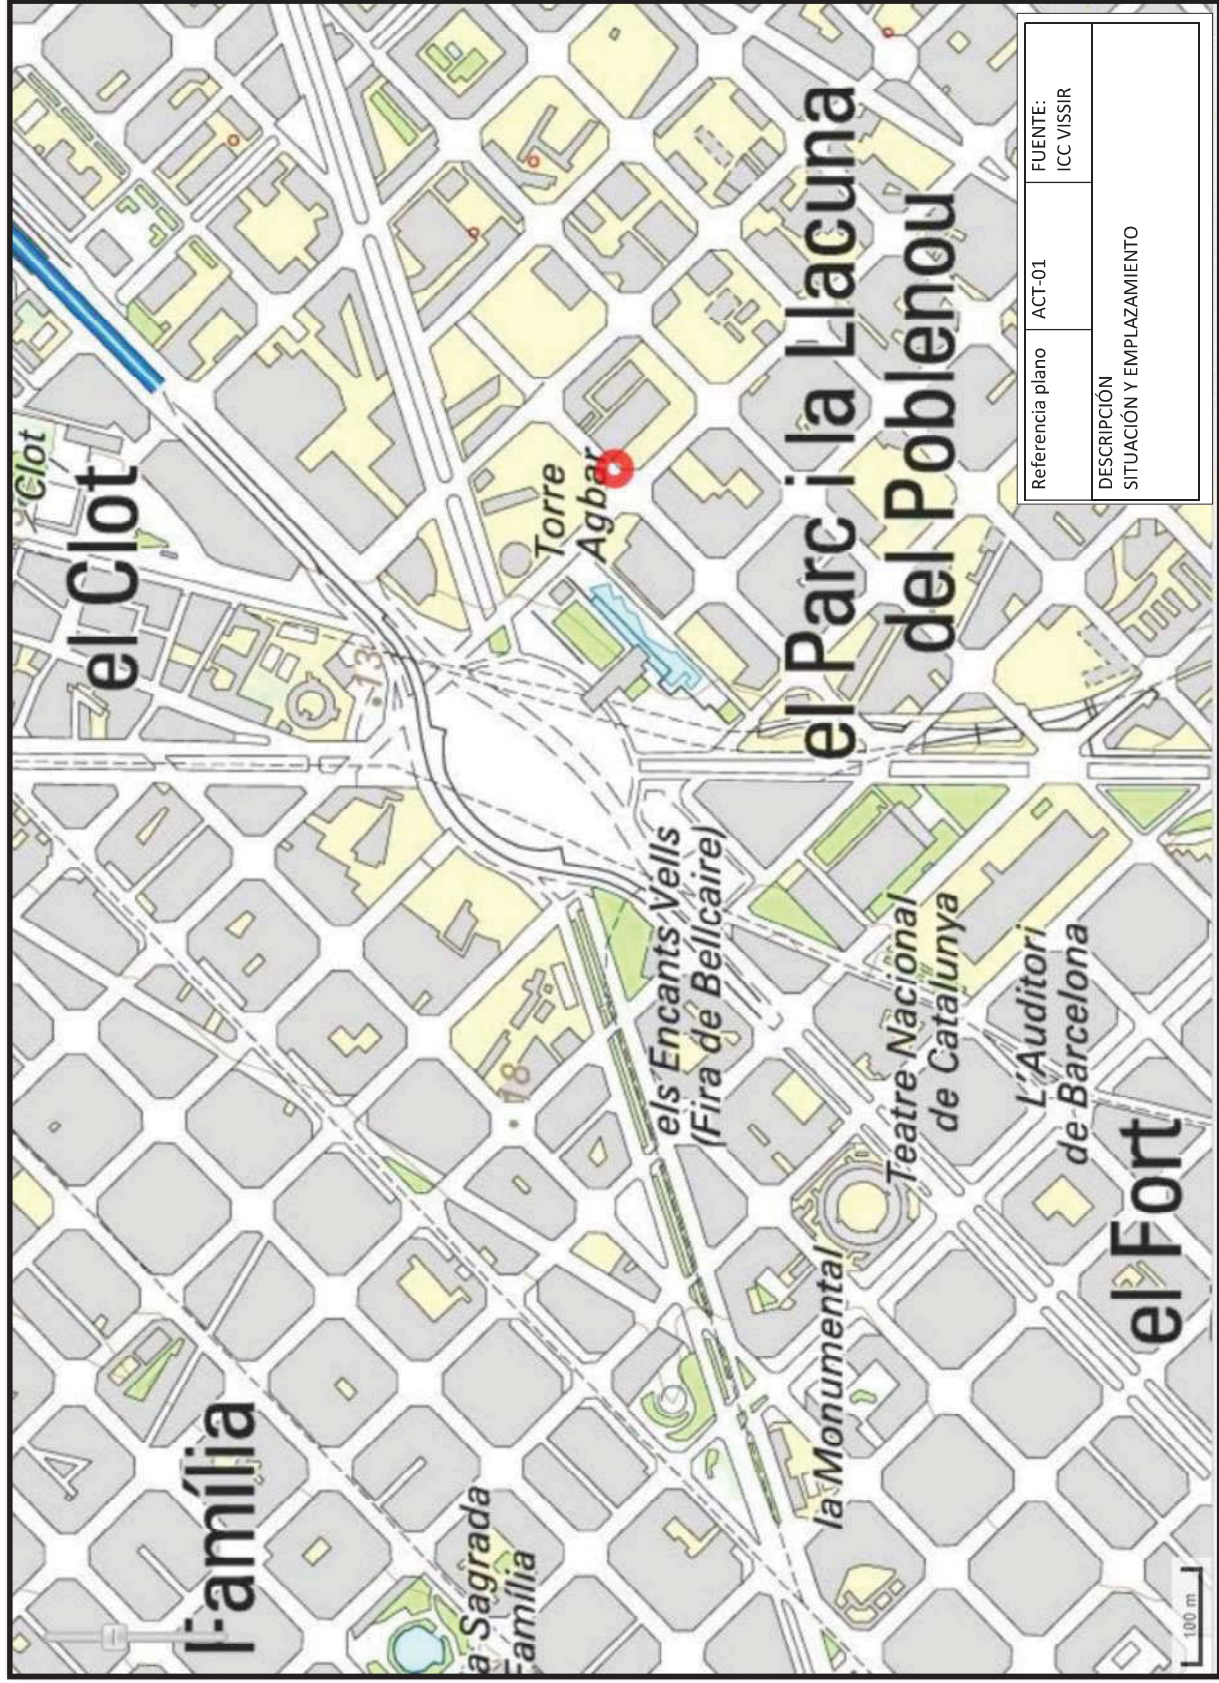 el Clot
Clot
13
Torre
Agbar
el Parc i la Llacuna
del Poblenou
els Encants Vells
(Fira de Bellcaire)
Teatre Nacional
de Catalunya
L'Auditori
de Barcelona
el Fort
18
la Monumental
Família
a Sagrada
Família
100 m
Referencia plano
ACT-01
FUENTE:
ICC VISSIR
DESCRIPCIÓN
SITUACIÓN Y EMPLAZAMIENTO